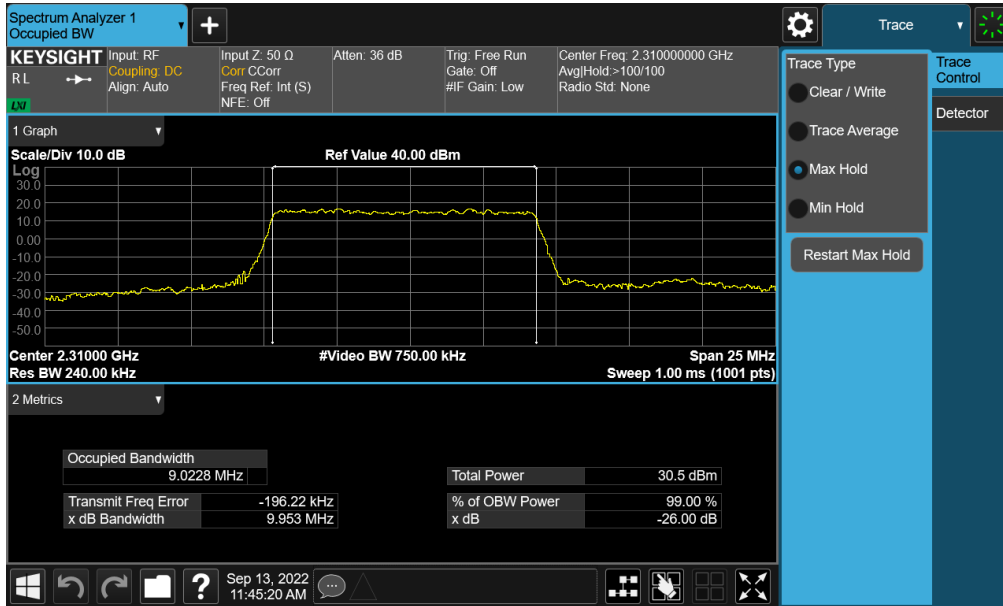 Spectrum Analyzer 1
Occupied BW
+
Trace
KEYSIGHT
R L
LXI
Input: RF
Coupling: DC
Align: Auto
Input Z: 50 Ω
Corr CCorr
Freq Ref: Int (S)
NFE: Off
Atten: 36 dB
Trig: Free Run
Gate: Off
#IF Gain: Low
Center Freq: 2.310000000 GHz
Avg|Hold:>100/100
Radio Std: None
Trace Type
Clear / Write
Trace Average
Max Hold
Min Hold
Restart Max Hold
Trace
Control
Detector
1 Graph
Scale/Div 10.0 dB
Ref Value 40.00 dBm
Log
30.0
20.0
10.0
0.00
-10.0
-20.0
-30.0
-40.0
-50.0
Center 2.31000 GHz
#Video BW 750.00 kHz
Span 25 MHz
Res BW 240.00 kHz
Sweep 1.00 ms (1001 pts)
2 Metrics
Occupied Bandwidth
9.0228 MHz
Total Power 30.5 dBm
Transmit Freq Error -196.22 kHz
% of OBW Power 99.00 %
x dB Bandwidth 9.953 MHz
x dB -26.00 dB
?
Sep 13, 2022
11:45:20 AM